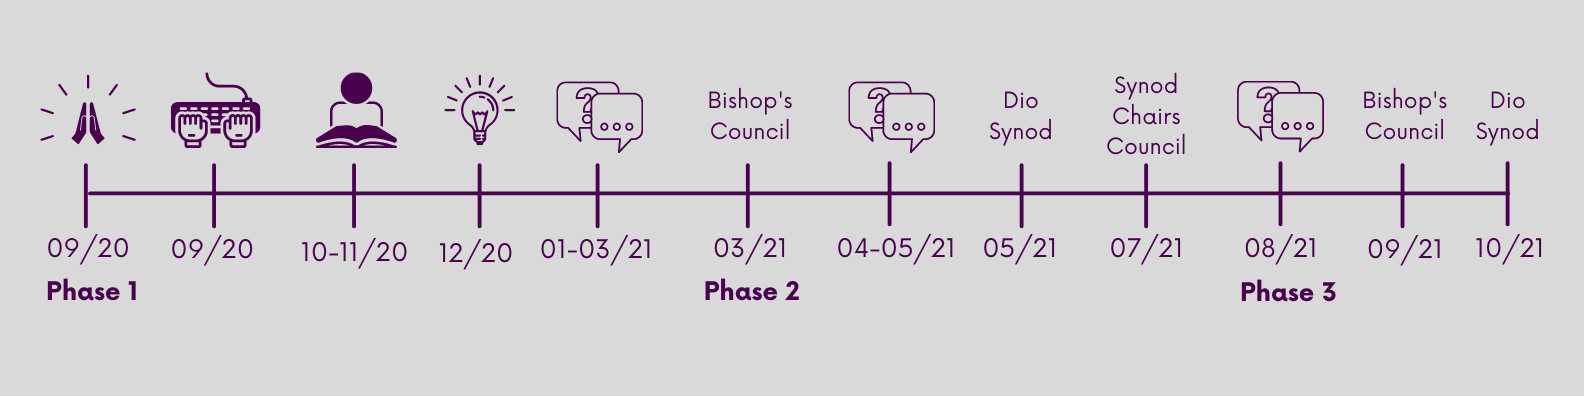 Bishop's
Council
Dio
Synod
Synod
Chairs
Council
Bishop's
Council
Dio
Synod
09/20
09/20
10-11/20
12/20
01-03/21
03/21
04-05/21
05/21
07/21
08/21
09/21
10/21
Phase 1
Phase 2
Phase 3